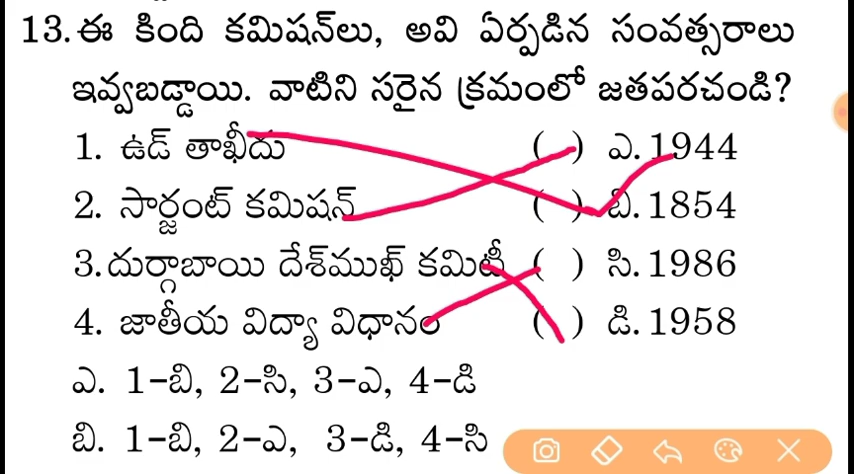 13. ఈ కింది కమిషన్‌లు, అవి ఏర్పడిన సంవత్సరాలు
ఇవ్వబడ్డాయి. వాటిని సరైన క్రమంలో జతపరచండి?
1. ఉడ్ తాఖీదు ( ) ఎ. 1944
2. సార్జంట్ కమిషన్ ( ) బి. 1854
3. దుర్గాబాయి దేశ్‌ముఖ్ కమిటీ ( ) సి. 1986
4. జాతీయ విద్యా విధానం ( ) డి. 1958
ఎ. 1-బి, 2-సి, 3-ఎ, 4-డి
బి. 1-బి, 2-ఎ, 3-డి, 4-సి